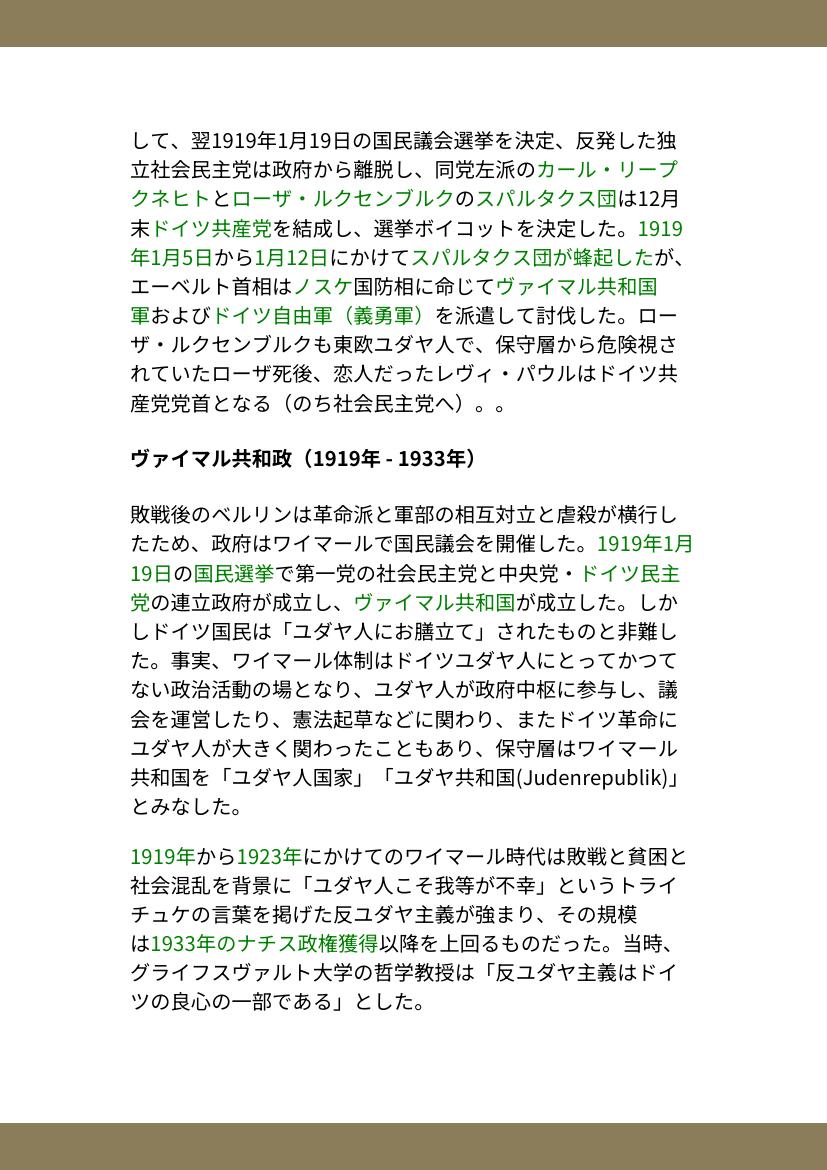 して、翌1919年1月19日の国民議会選挙を決定、反発した独
立社会民主党は政府から離脱し、同党左派のカール・リープ
クネヒトとローザ・ルクセンブルクのスパルタクス団は12月
末ドイツ共産党を結成し、選挙ボイコットを決定した。1919
年1月5日から1月12日にかけてスパルタクス団が蜂起したが、
エーベルト首相はノスケ国防相に命じてヴァイマル共和国
軍およびドイツ自由軍（義勇軍）を派遣して討伐した。ロー
ザ・ルクセンブルクも東欧ユダヤ人で、保守層から危険視さ
れていたローザ死後、恋人だったレヴィ・パウルはドイツ共
産党党首となる（のち社会民主党へ）。。
ヴァイマル共和政（1919年 - 1933年）
敗戦後のベルリンは革命派と軍部の相互対立と虐殺が横行し
たため、政府はワイマールで国民議会を開催した。1919年1月
19日の国民選挙で第一党の社会民主党と中央党・ドイツ民主
党の連立政府が成立し、ヴァイマル共和国が成立した。しか
しドイツ国民は「ユダヤ人にお膳立て」されたものと非難し
た。事実、ワイマール体制はドイツユダヤ人にとってかつて
ない政治活動の場となり、ユダヤ人が政府中枢に参与し、議
会を運営したり、憲法起草などに関わり、またドイツ革命に
ユダヤ人が大きく関わったこともあり、保守層はワイマール
共和国を「ユダヤ人国家」「ユダヤ共和国(Judenrepublik)」
とみなした。
1919年から1923年にかけてのワイマール時代は敗戦と貧困と
社会混乱を背景に「ユダヤ人こそ我等が不幸」というトライ
チュケの言葉を掲げた反ユダヤ主義が強まり、その規模
は1933年のナチス政権獲得以降を上回るものだった。当時、
グライフスヴァルト大学の哲学教授は「反ユダヤ主義はドイ
ツの良心の一部である」とした。